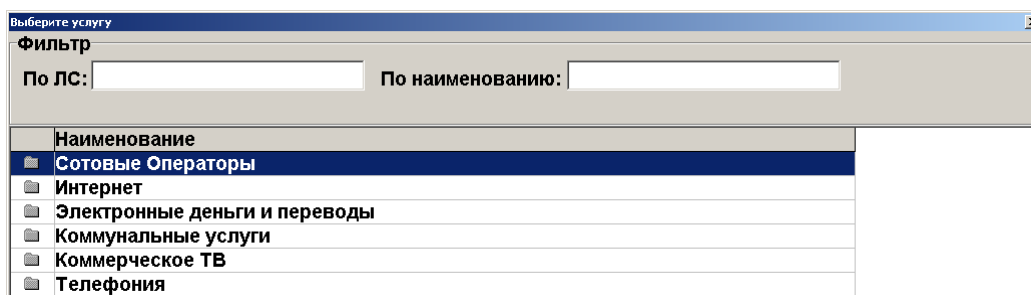 Выберите услугу
Фильтр
По ЛС: По наименованию:
Наименование
Сотовые Операторы
Интернет
Электронные деньги и переводы
Коммунальные услуги
Коммерческое ТВ
Телефония